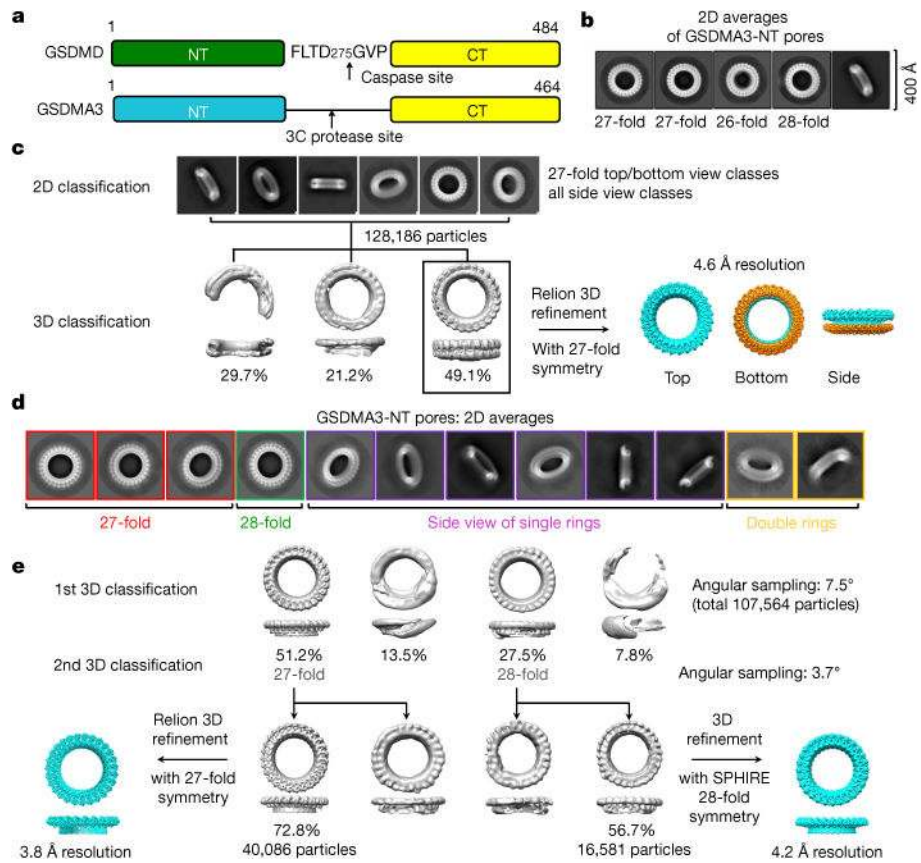 a
1
484
GSDMD
NT
FLTD275GVP
CT
Caspase site
1
464
GSDMA3
NT
CT
3C protease site
b
2D averages
of GSDMA3-NT pores
400 Å
27-fold
27-fold
26-fold
28-fold
c
2D classification
27-fold top/bottom view classes
all side view classes
128,186 particles
3D classification
29.7%
21.2%
49.1%
Relion 3D
refinement
With 27-fold
symmetry
4.6 Å resolution
Top
Bottom
Side
d
GSDMA3-NT pores: 2D averages
27-fold
28-fold
Side view of single rings
Double rings
e
1st 3D classification
Angular sampling: 7.5°
(total 107,564 particles)
51.2%
13.5%
27.5%
7.8%
27-fold
28-fold
2nd 3D classification
Angular sampling: 3.7°
Relion 3D
refinement
with 27-fold
symmetry
3D
refinement
with SPHIRE
28-fold
symmetry
72.8%
40,086 particles
56.7%
16,581 particles
3.8 Å resolution
4.2 Å resolution